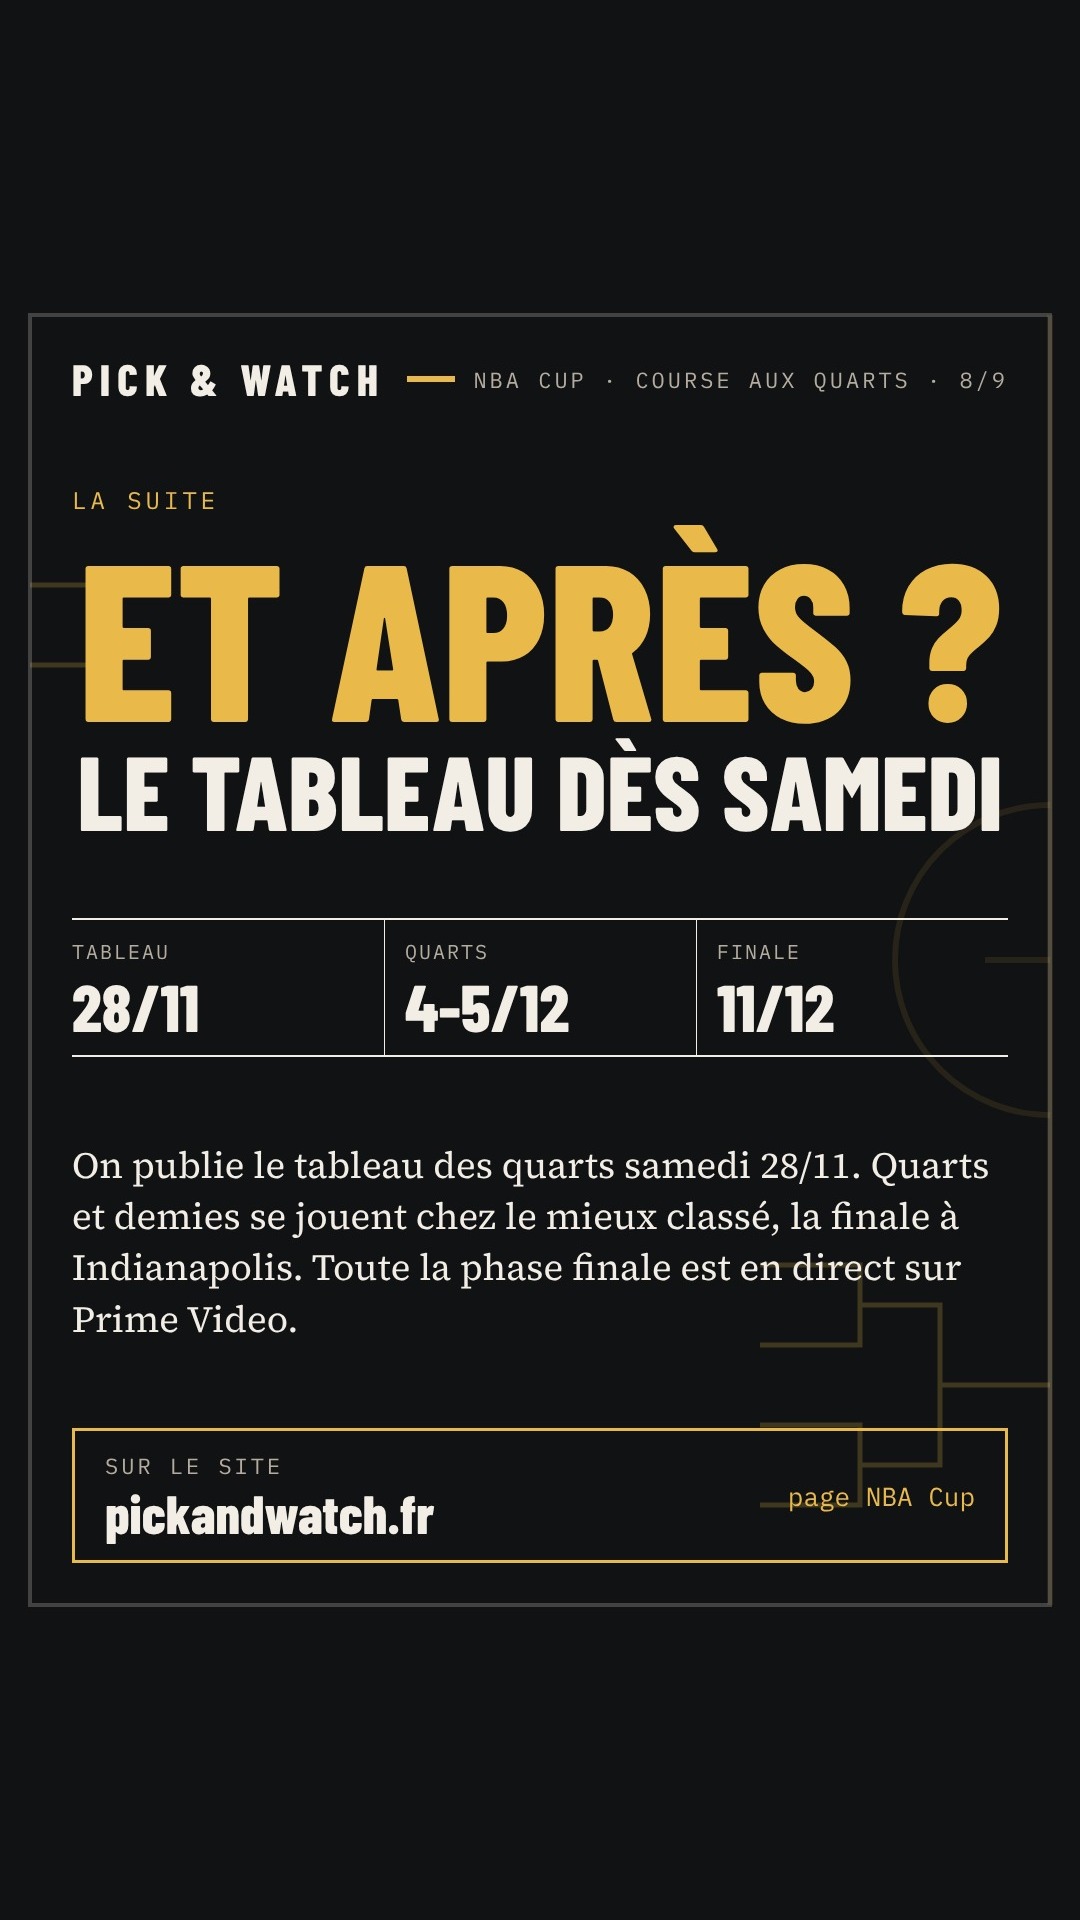 PICK & WATCH — NBA CUP · COURSE AUX QUARTS · 8/9
LA SUITE
ET APRÈS ?
LE TABLEAU DÈS SAMEDI
TABLEAU QUARTS FINALE
28/11 4–5/12 11/12
On publie le tableau des quarts samedi 28/11. Quarts
et demies se jouent chez le mieux classé, la finale à
Indianapolis. Toute la phase finale est en direct sur
Prime Video.
SUR LE SITE
pickandwatch.fr
page NBA Cup